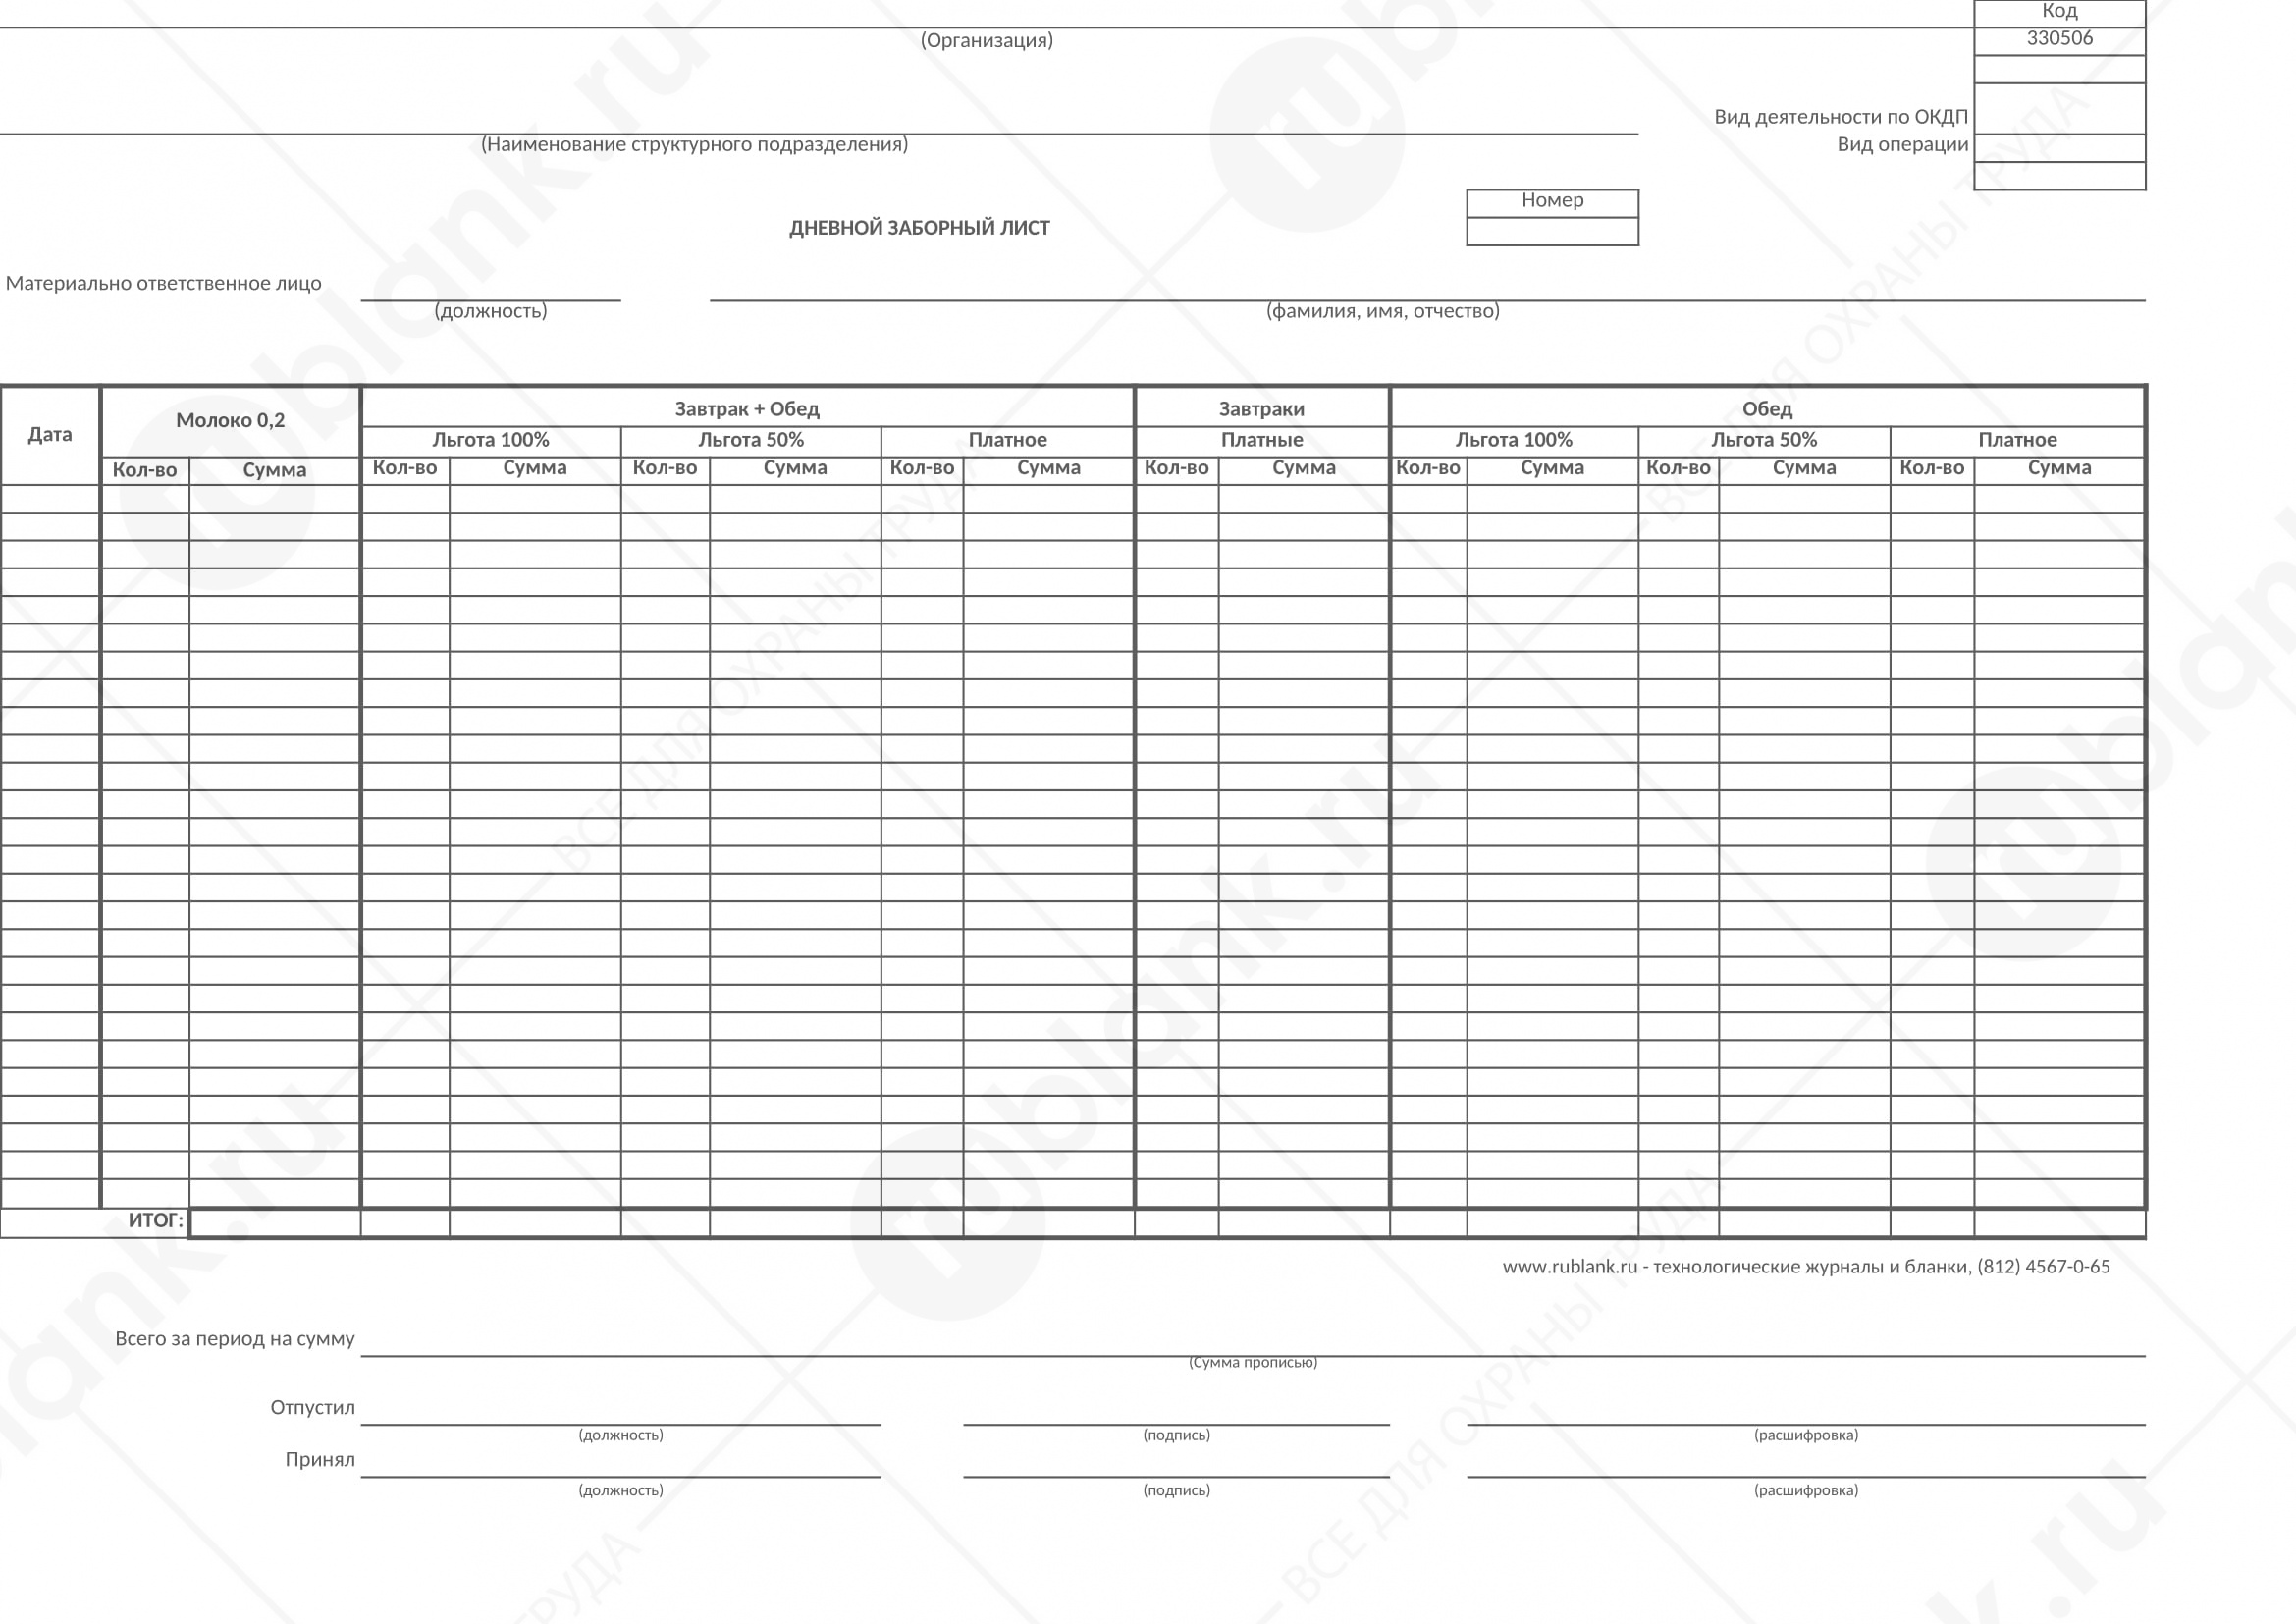 Код
(Организация) 330506
Вид деятельности по ОКДП
(Наименование структурного подразделения) Вид операции
Номер
ДНЕВНОЙ ЗАБОРНЫЙ ЛИСТ
Материально ответственное лицо
(должность) (фамилия, имя, отчество)
Дата Молоко 0,2 Завтрак + Обед Завтраки Обед
Льгота 100% Льгота 50% Платное Платные Льгота 100% Льгота 50% Платное
Кол-во Сумма Кол-во Сумма Кол-во Сумма Кол-во Сумма Кол-во Сумма Кол-во Сумма Кол-во Сумма Кол-во Сумма
ИТОГ:
www.rublank.ru - технологические журналы и бланки, (812) 4567-0-65
Всего за период на сумму
(Сумма прописью)
Отпустил
(должность) (подпись) (расшифровка)
Принял
(должность) (подпись) (расшифровка)
rublank.ru
ВСЕ ДЛЯ ОХРАНЫ ТРУДА